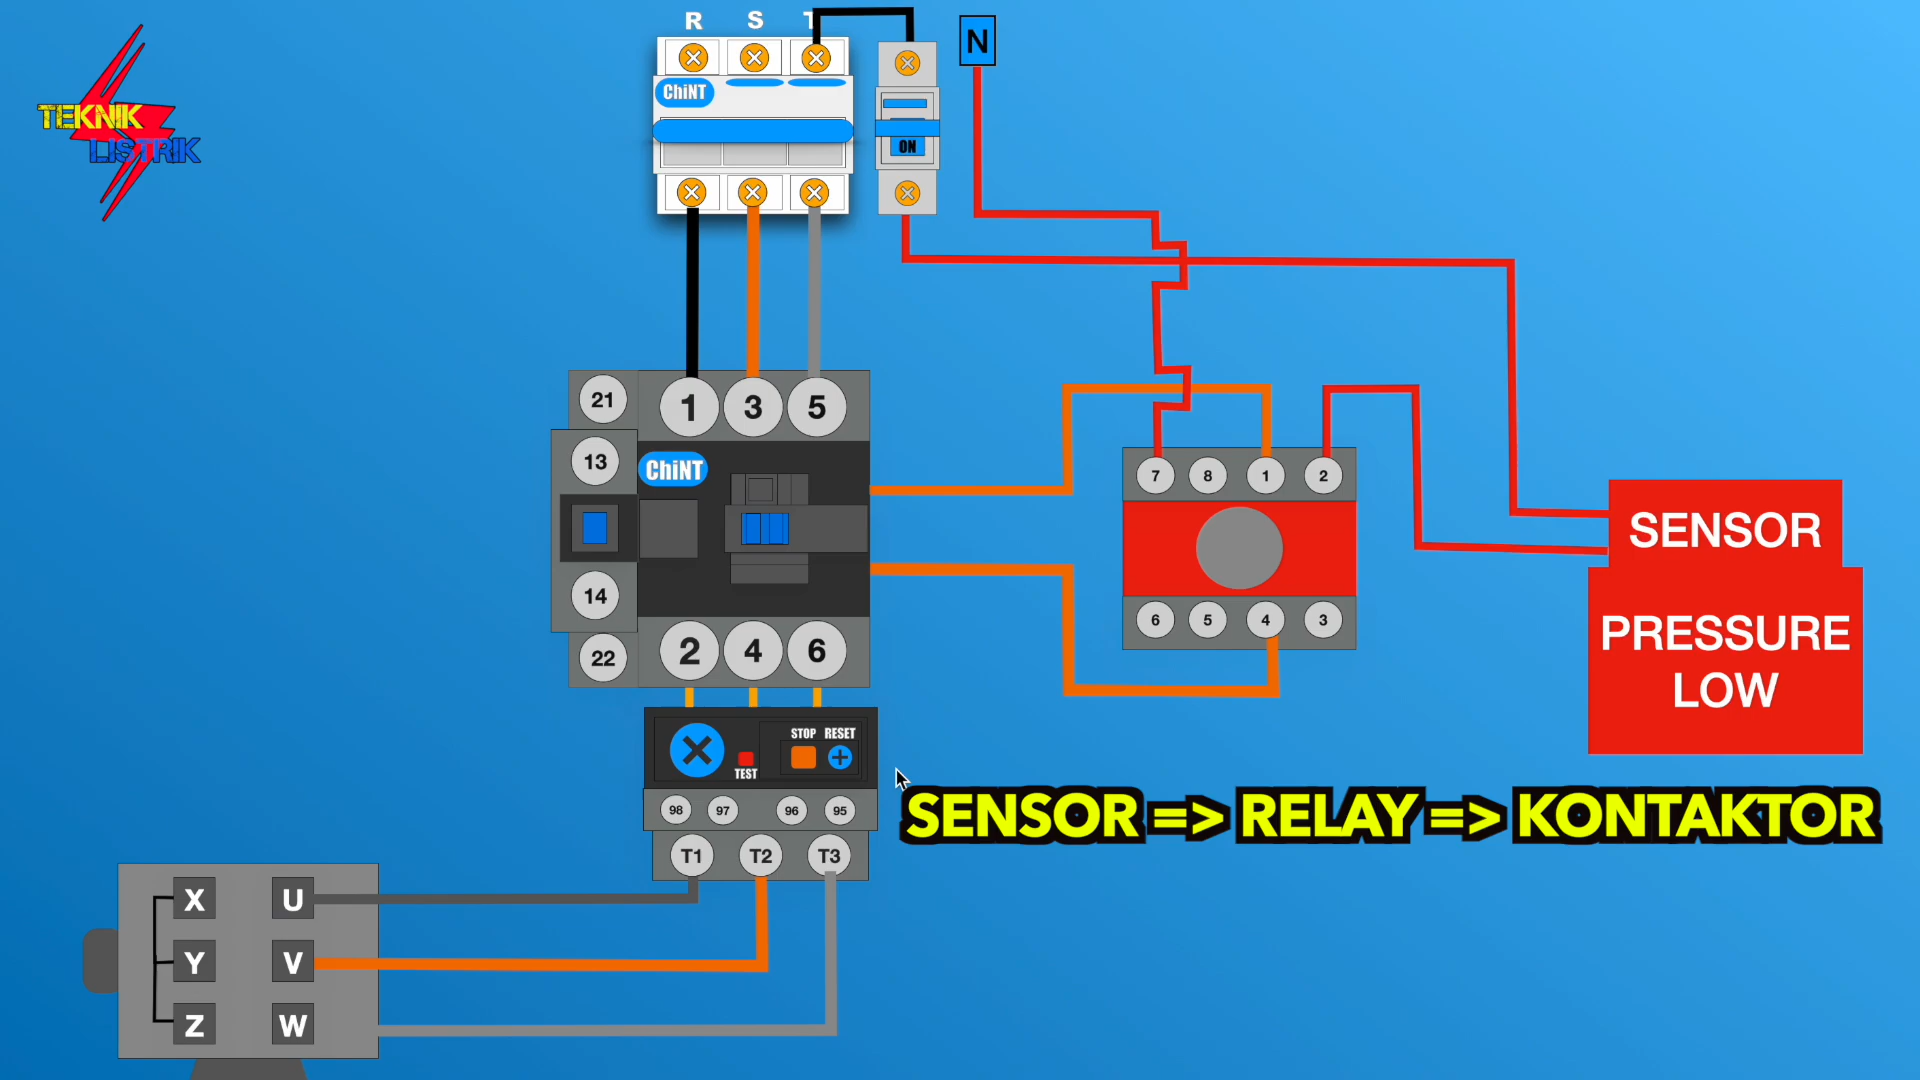 R S T
N
TEKNIK
LISTRIK
ChiNT
ON
21 1 3 5
13
ChiNT
14
22 2 4 6
7 8 1 2
6 5 4 3
SENSOR
PRESSURE
LOW
STOP RESET
TEST
98 97 96 95
T1 T2 T3
SENSOR => RELAY => KONTAKTOR
X U
Y V
Z W